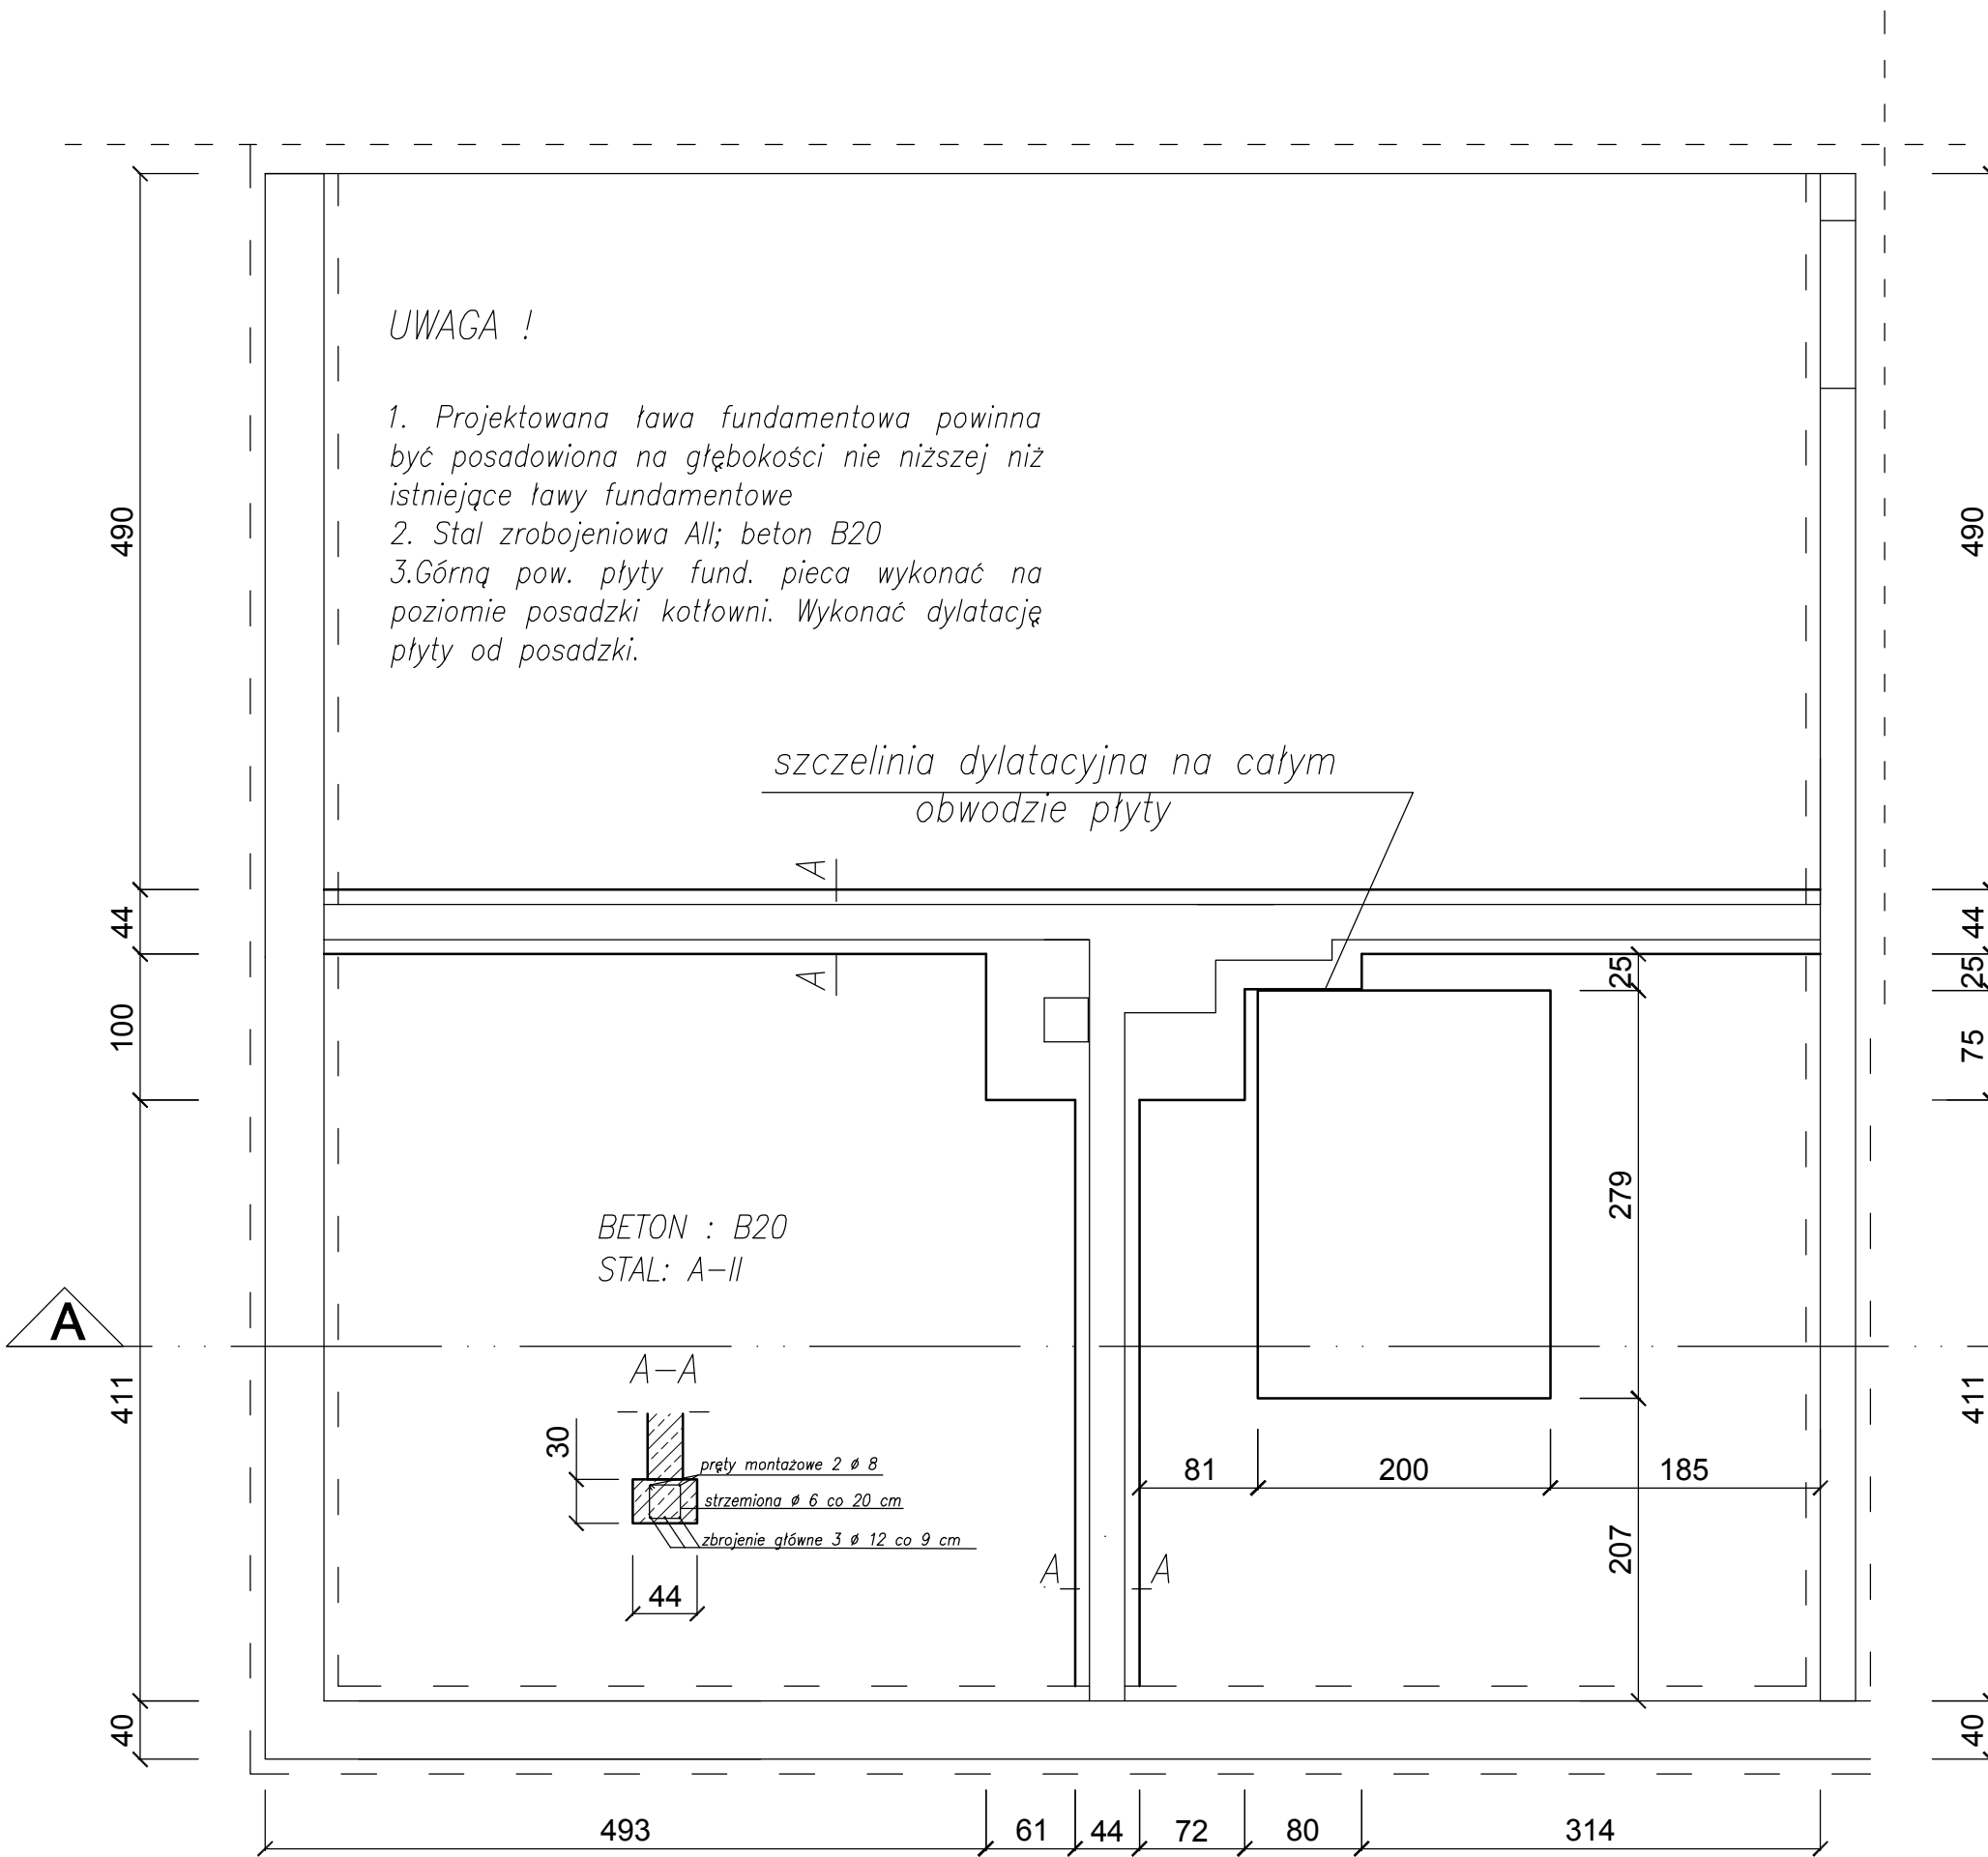 UWAGA !
1. Projektowana ława fundamentowa powinna
być posadowiona na głębokości nie niższej niż
istniejące ławy fundamentowe
2. Stal zrobojeniowa AII; beton B20
3.Górną pow. płyty fund. pieca wykonać na
poziomie posadzki kotłowni. Wykonać dylatację
płyty od posadzki.
szczelinia dylatacyjna na całym
obwodzie płyty
A
A
BETON : B20
STAL: A-II
A
A-A
pręty montażowe 2 ø 8
strzemiona ø 6 co 20 cm
zbrojenie główne 3 ø 12 co 9 cm
30
44
A
A
490
44
100
411
40
25
279
207
81
200
185
490
44
25
75
411
40
493
61
44
72
80
314